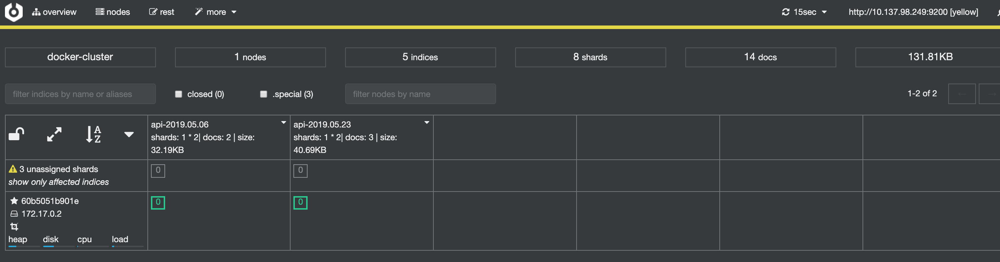 overview nodes rest more 15sec http://10.137.98.249:9200 [yellow]
docker-cluster 1 nodes 5 indices 8 shards 14 docs 131.81KB
filter indices by name or aliases closed (0) .special (3) filter nodes by name 1-2 of 2 ← →
A
Z
api-2019.05.06
shards: 1 * 2| docs: 2 | size:
32.19KB
api-2019.05.23
shards: 1 * 2| docs: 3 | size:
40.69KB
3 unassigned shards
show only affected indices
0 0
60b5051b901e
172.17.0.2
heap disk cpu load
0 0